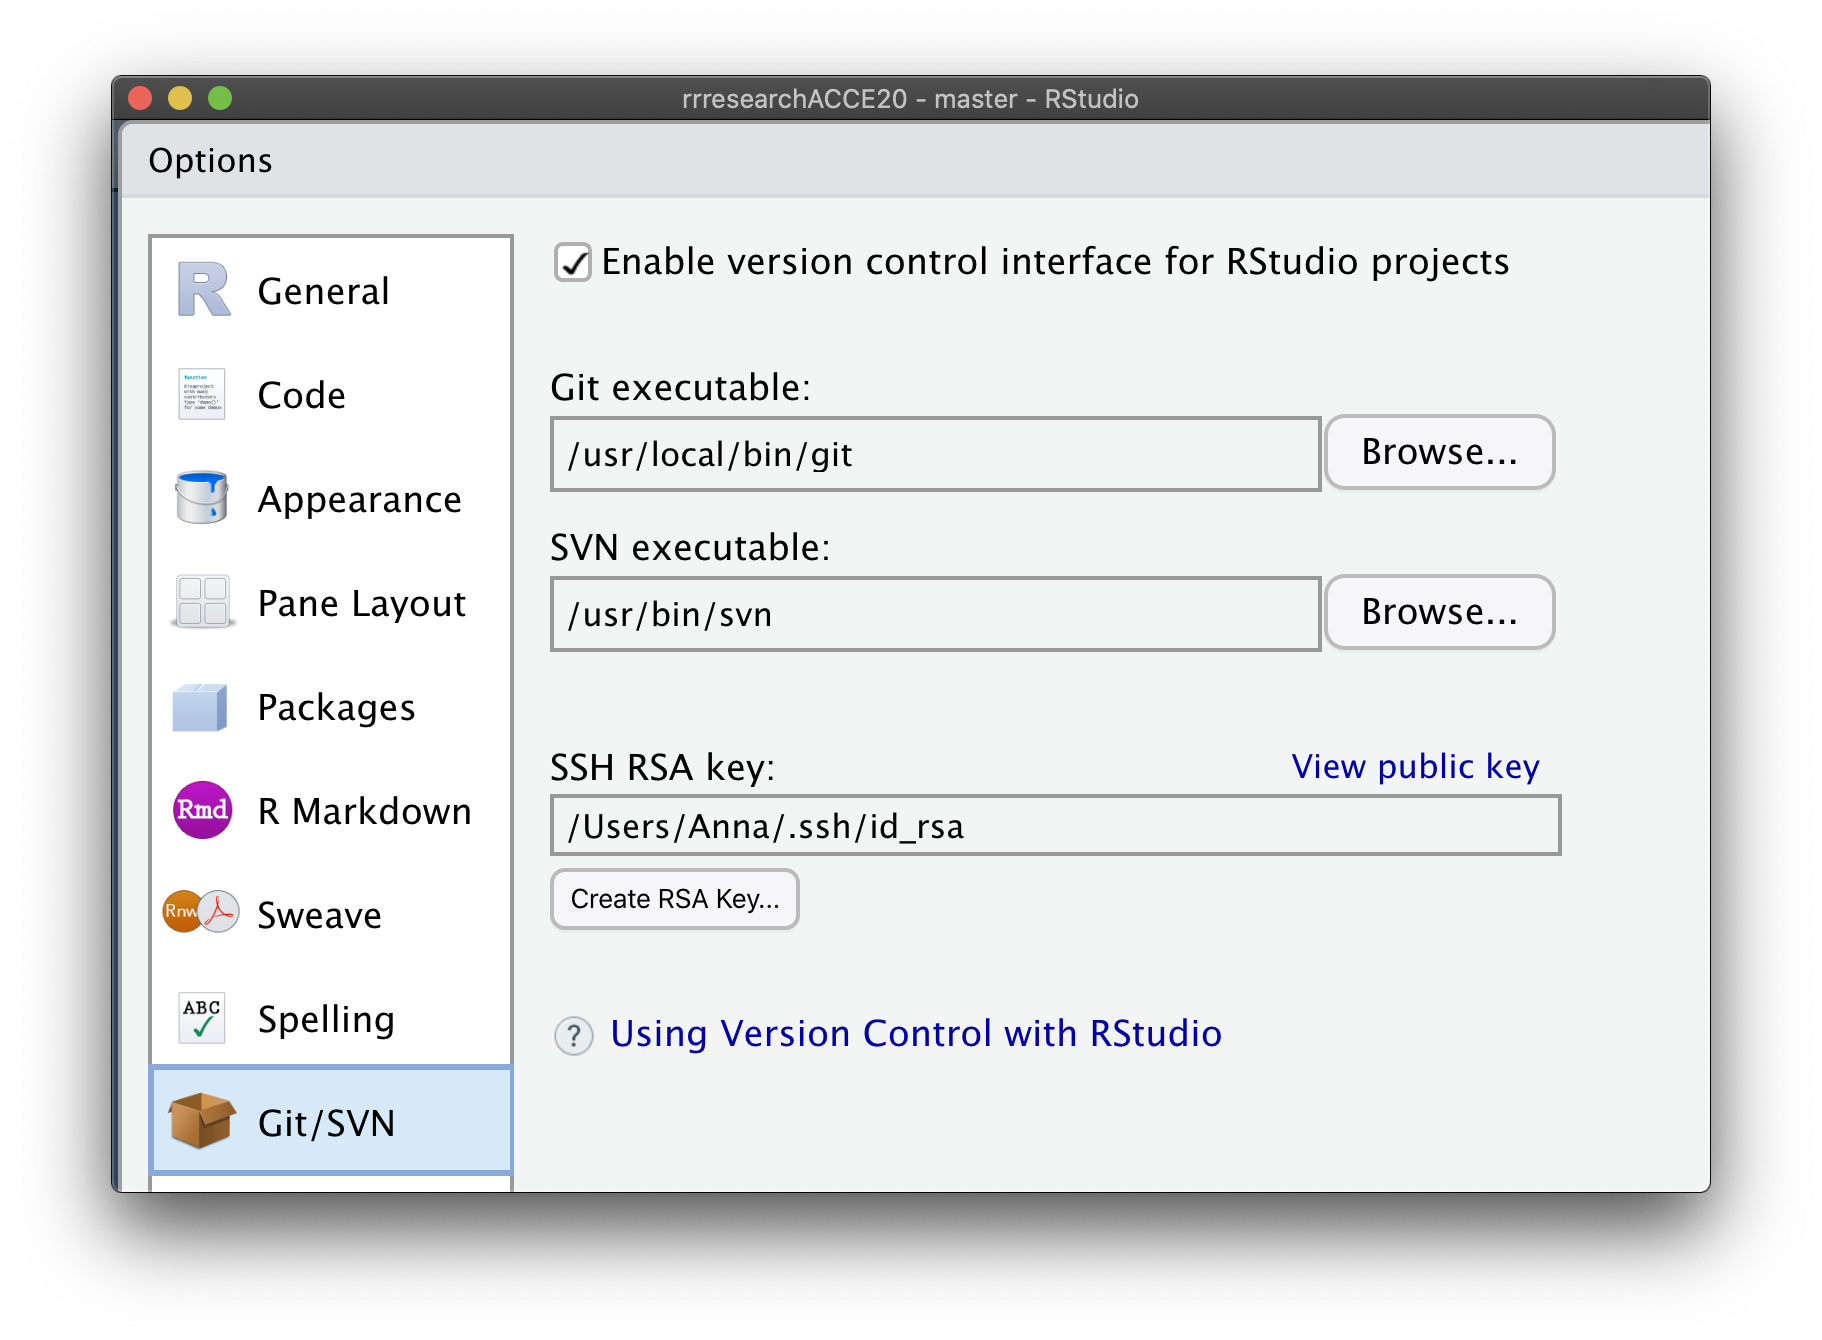 rrresearchACCE20 - master - RStudio
Options
General
Code
Appearance
Pane Layout
Packages
Rmd
R Markdown
Rnw
Sweave
ABC
Spelling
Git/SVN
Enable version control interface for RStudio projects
Git executable:
/usr/local/bin/git
Browse...
SVN executable:
/usr/bin/svn
Browse...
SSH RSA key:
View public key
/Users/Anna/.ssh/id_rsa
Create RSA Key...
? Using Version Control with RStudio